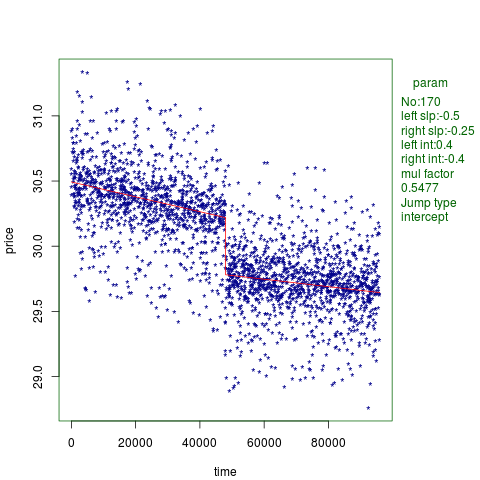 param
No:170
left slp:-0.5
right slp:-0.25
left int:0.4
right int:-0.4
mul factor
0.5477
Jump type
intercept
price
31.0
30.5
30.0
29.5
29.0
0 20000 40000 60000 80000
time